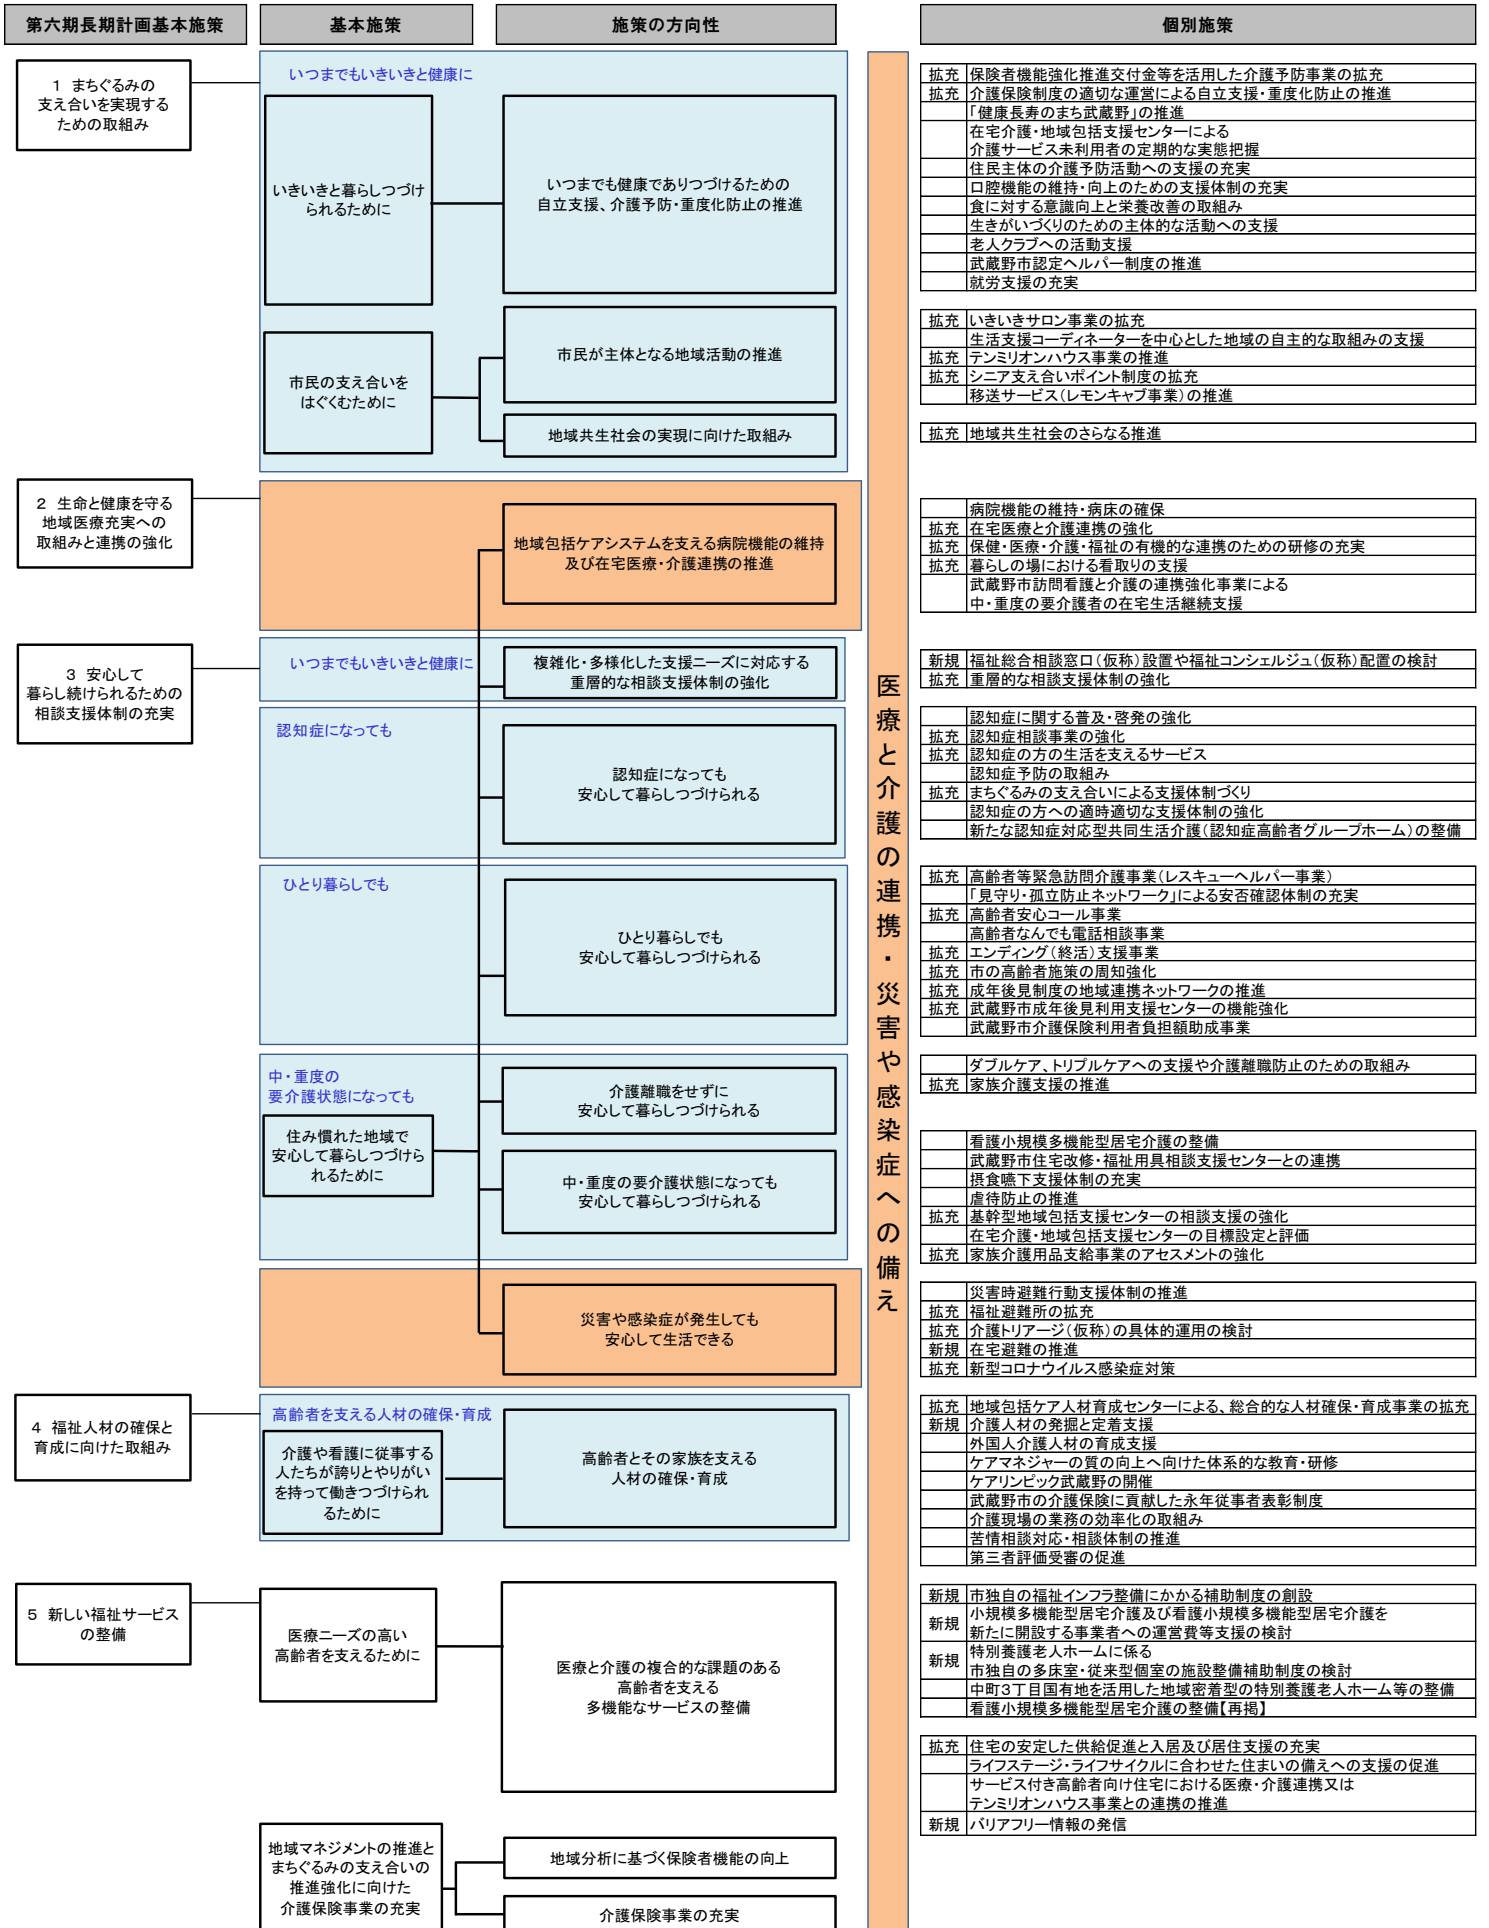 第六期長期計画基本施策
基本施策
施策の方向性
個別施策
1 まちぐるみの
支え合いを実現する
ための取組み
いつまでもいきいきと健康に
いきいきと暮らしつづけ
られるために
いつまでも健康でありつづけるための
自立支援、介護予防・重度化防止の推進
拡充 保険者機能強化推進交付金等を活用した介護予防事業の拡充
拡充 介護保険制度の適切な運営による自立支援・重度化防止の推進
「健康長寿のまち武蔵野」の推進
在宅介護・地域包括支援センターによる
介護サービス未利用者の定期的な実態把握
住民主体の介護予防活動への支援の充実
口腔機能の維持・向上のための支援体制の充実
食に対する意識向上と栄養改善の取組み
生きがいづくりのための主体的な活動への支援
老人クラブへの活動支援
武蔵野市認定ヘルパー制度の推進
就労支援の充実
市民の支え合いを
はぐくむために
市民が主体となる地域活動の推進
地域共生社会の実現に向けた取組み
拡充 いきいきサロン事業の拡充
生活支援コーディネーターを中心とした地域の自主的な取組みの支援
拡充 テンミリオンハウス事業の推進
拡充 シニア支え合いポイント制度の拡充
移送サービス(レモンキャブ事業)の推進
拡充 地域共生社会のさらなる推進
2 生命と健康を守る
地域医療充実への
取組みと連携の強化
地域包括ケアシステムを支える病院機能の維持
及び在宅医療・介護連携の推進
病院機能の維持・病床の確保
拡充 在宅医療と介護連携の強化
拡充 保健・医療・介護・福祉の有機的な連携のための研修の充実
拡充 暮らしの場における看取りの支援
武蔵野市訪問看護と介護の連携強化事業による
中・重度の要介護者の在宅生活継続支援
3 安心して
暮らし続けられるための
相談支援体制の充実
いつまでもいきいきと健康に
複雑化・多様化した支援ニーズに対応する
重層的な相談支援体制の強化
新規 福祉総合相談窓口(仮称)設置や福祉コンシェルジュ(仮称)配置の検討
拡充 重層的な相談支援体制の強化
認知症になっても
認知症になっても
安心して暮らしつづけられる
認知症に関する普及・啓発の強化
拡充 認知症相談事業の強化
拡充 認知症の方の生活を支えるサービス
認知症予防の取組み
拡充 まちぐるみの支え合いによる支援体制づくり
認知症の方への適時適切な支援体制の強化
新たな認知症対応型共同生活介護(認知症高齢者グループホーム)の整備
ひとり暮らしでも
ひとり暮らしでも
安心して暮らしつづけられる
拡充 高齢者等緊急訪問介護事業(レスキューヘルパー事業)
「見守り・孤立防止ネットワーク」による安否確認体制の充実
拡充 高齢者安心コール事業
高齢者なんでも電話相談事業
拡充 エンディング(終活)支援事業
拡充 市の高齢者施策の周知強化
拡充 成年後見制度の地域連携ネットワークの推進
拡充 武蔵野市成年後見利用支援センターの機能強化
武蔵野市介護保険利用者負担額助成事業
中・重度の
要介護状態になっても
住み慣れた地域で
安心して暮らしつづけら
れるために
介護離職をせずに
安心して暮らしつづけられる
中・重度の要介護状態になっても
安心して暮らしつづけられる
ダブルケア、トリプルケアへの支援や介護離職防止のための取組み
拡充 家族介護支援の推進
看護小規模多機能型居宅介護の整備
武蔵野市住宅改修・福祉用具相談支援センターとの連携
摂食嚥下支援体制の充実
虐待防止の推進
拡充 基幹型地域包括支援センターの相談支援の強化
在宅介護・地域包括支援センターの目標設定と評価
拡充 家族介護用品支給事業のアセスメントの強化
災害や感染症が発生しても
安心して生活できる
災害時避難行動支援体制の推進
拡充 福祉避難所の拡充
拡充 介護トリアージ(仮称)の具体的運用の検討
新規 在宅避難の推進
拡充 新型コロナウイルス感染症対策
医療と介護の連携・災害や感染症への備え
4 福祉人材の確保と
育成に向けた取組み
高齢者を支える人材の確保・育成
介護や看護に従事する
人たちが誇りとやりがい
を持って働きつづけられ
るために
高齢者とその家族を支える
人材の確保・育成
拡充 地域包括ケア人材育成センターによる、総合的な人材確保・育成事業の拡充
新規 介護人材の発掘と定着支援
外国人介護人材の育成支援
ケアマネジャーの質の向上へ向けた体系的な教育・研修
ケアリンピック武蔵野の開催
武蔵野市の介護保険に貢献した永年従事者表彰制度
介護現場の業務の効率化の取組み
苦情相談対応・相談体制の推進
第三者評価受審の促進
5 新しい福祉サービス
の整備
医療ニーズの高い
高齢者を支えるために
医療と介護の複合的な課題のある
高齢者を支える
多機能なサービスの整備
新規 市独自の福祉インフラ整備にかかる補助制度の創設
新規 小規模多機能型居宅介護及び看護小規模多機能型居宅介護を
新たに開設する事業者への運営費等支援の検討
新規 特別養護老人ホームに係る
市独自の多床室・従来型個室の施設整備補助制度の検討
中町3丁目国有地を活用した地域密着型の特別養護老人ホーム等の整備
看護小規模多機能型居宅介護の整備【再掲】
拡充 住宅の安定した供給促進と入居及び居住支援の充実
ライフステージ・ライフサイクルに合わせた住まいの備えへの支援の促進
サービス付き高齢者向け住宅における医療・介護連携又は
テンミリオンハウス事業との連携の推進
新規 バリアフリー情報の発信
地域マネジメントの推進と
まちぐるみの支え合いの
推進強化に向けた
介護保険事業の充実
地域分析に基づく保険者機能の向上
介護保険事業の充実